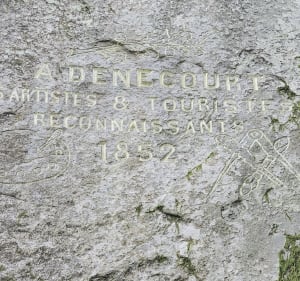 A DENECOURT
ARTISTES & TOURISTES
RECONNAISSANTS
1852